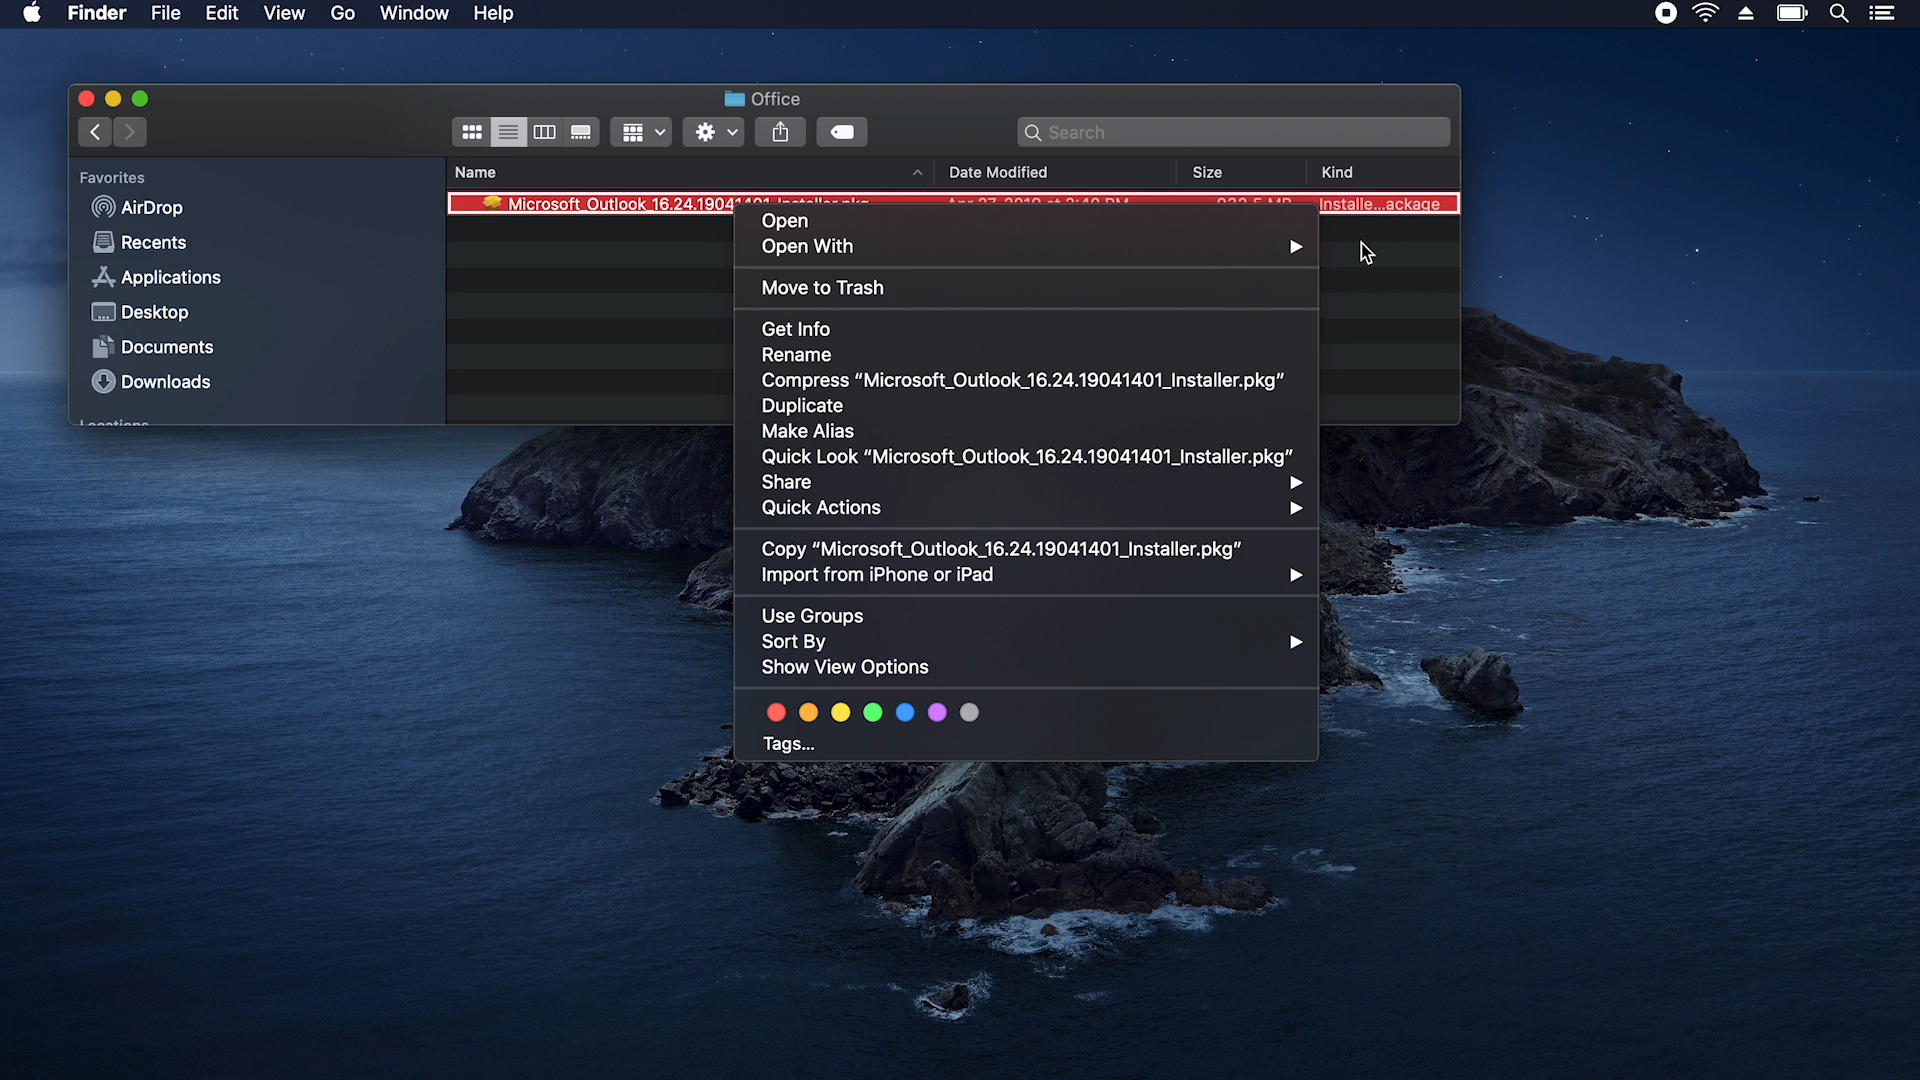 Finder File Edit View Go Window Help
Office
Search
Favorites
AirDrop
Recents
Applications
Desktop
Documents
Downloads
Locations
Name Date Modified Size Kind
Microsoft_Outlook_16.24.19041401_Installer.pkg Installe...ackage
Open
Open With
Move to Trash
Get Info
Rename
Compress “Microsoft_Outlook_16.24.19041401_Installer.pkg”
Duplicate
Make Alias
Quick Look “Microsoft_Outlook_16.24.19041401_Installer.pkg”
Share
Quick Actions
Copy “Microsoft_Outlook_16.24.19041401_Installer.pkg”
Import from iPhone or iPad
Use Groups
Sort By
Show View Options
Tags...